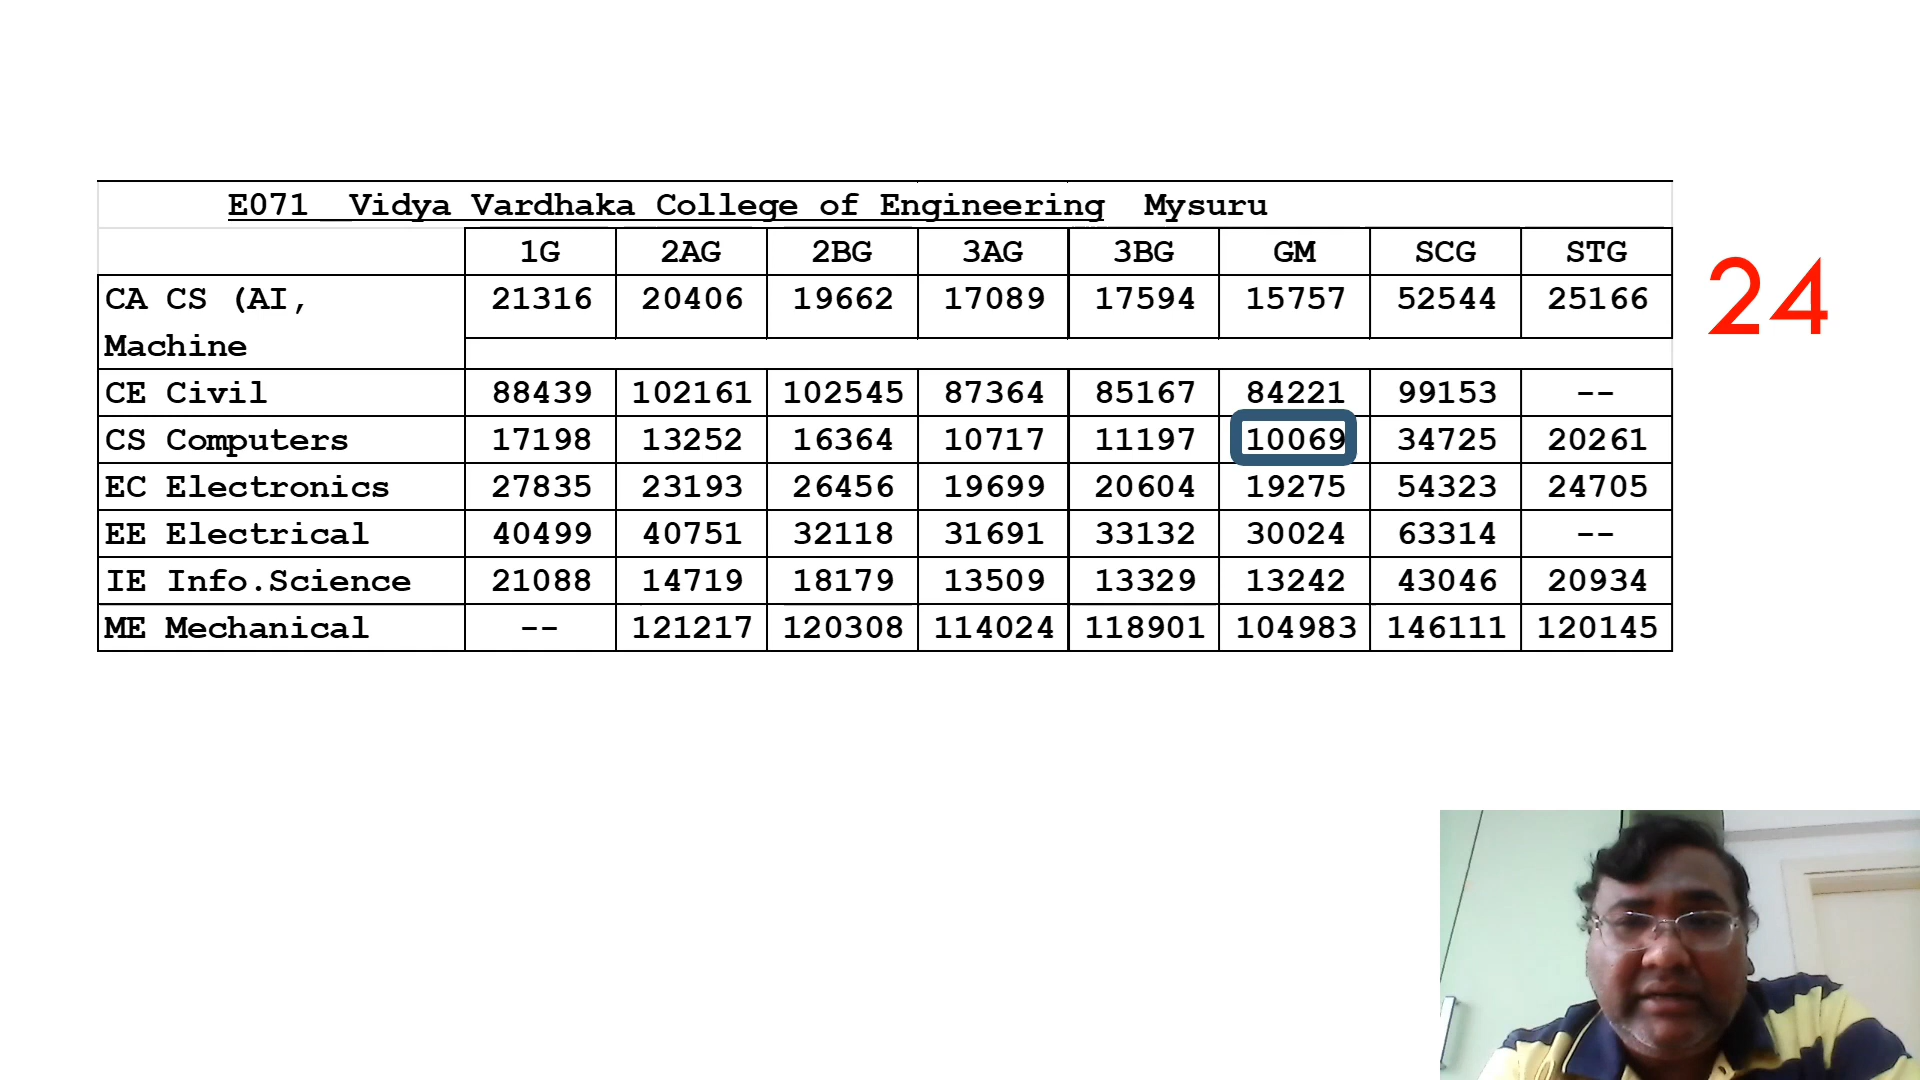 E071  Vidya Vardhaka College of Engineering  Mysuru
1G 2AG 2BG 3AG 3BG GM SCG STG
CA CS (AI, 21316 20406 19662 17089 17594 15757 52544 25166
Machine
CE Civil 88439 102161 102545 87364 85167 84221 99153 --
CS Computers 17198 13252 16364 10717 11197 10069 34725 20261
EC Electronics 27835 23193 26456 19699 20604 19275 54323 24705
EE Electrical 40499 40751 32118 31691 33132 30024 63314 --
IE Info.Science 21088 14719 18179 13509 13329 13242 43046 20934
ME Mechanical -- 121217 120308 114024 118901 104983 146111 120145
24